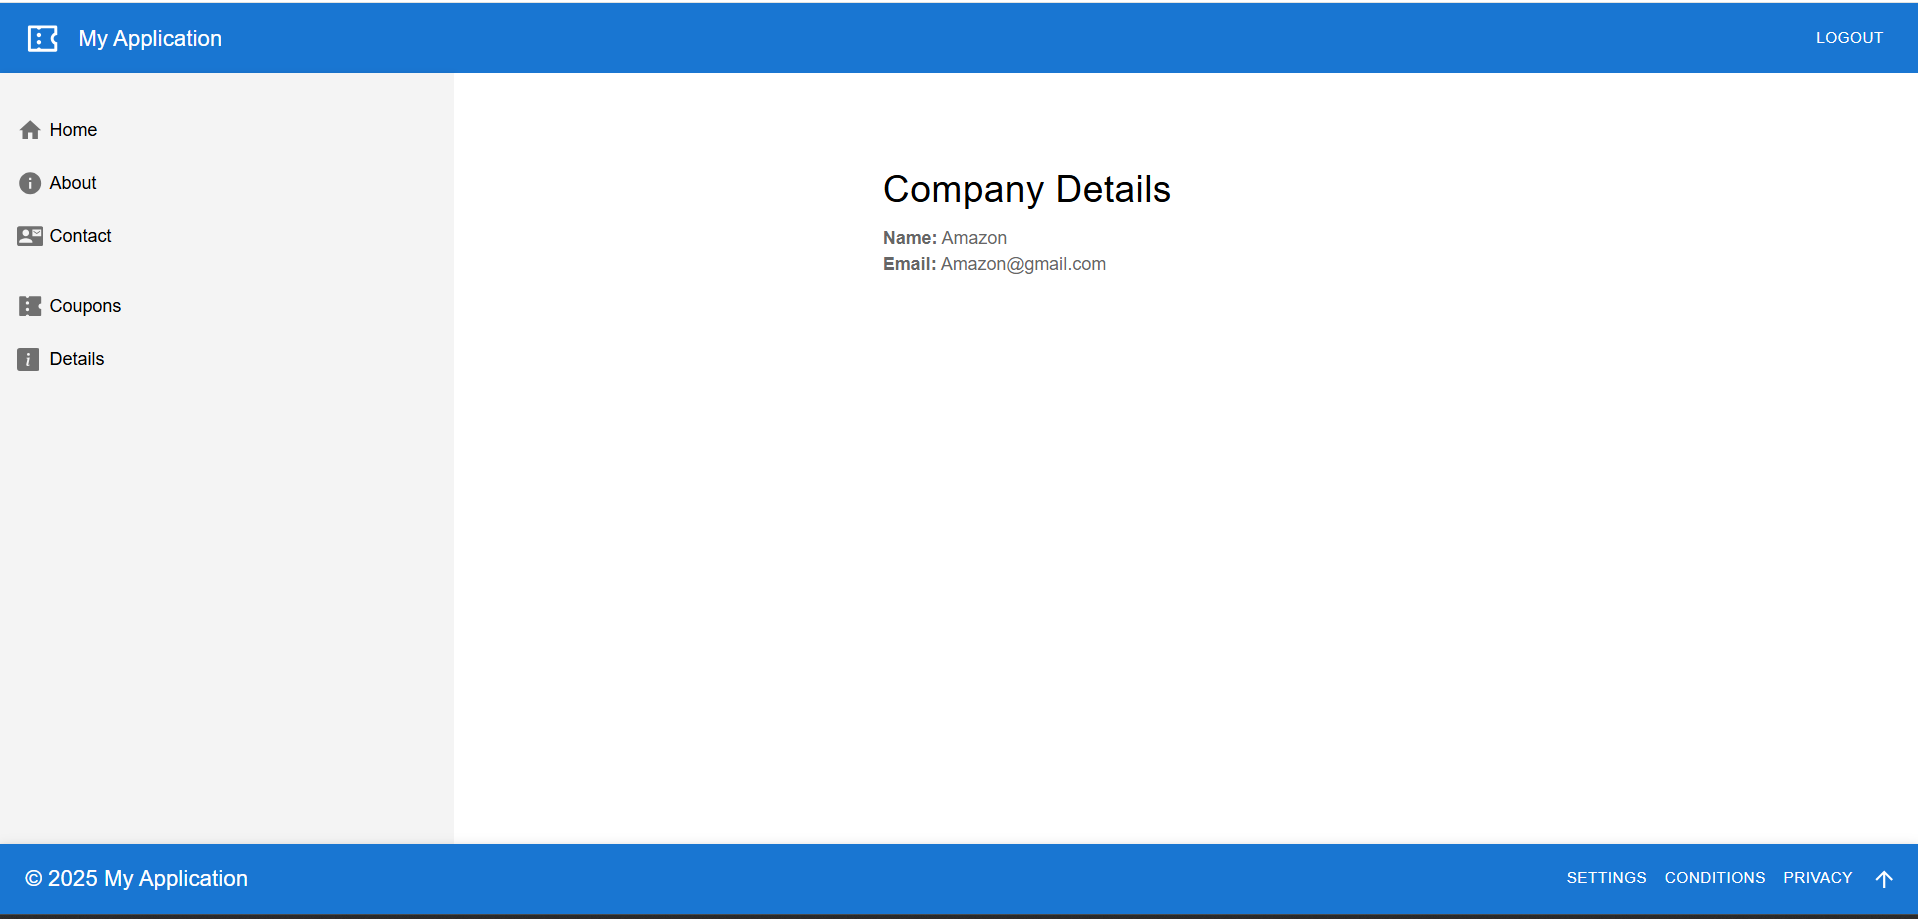 My Application
LOGOUT
Home
About
Contact
Coupons
Details
Company Details
Name: Amazon
Email: Amazon@gmail.com
© 2025 My Application
SETTINGS CONDITIONS PRIVACY